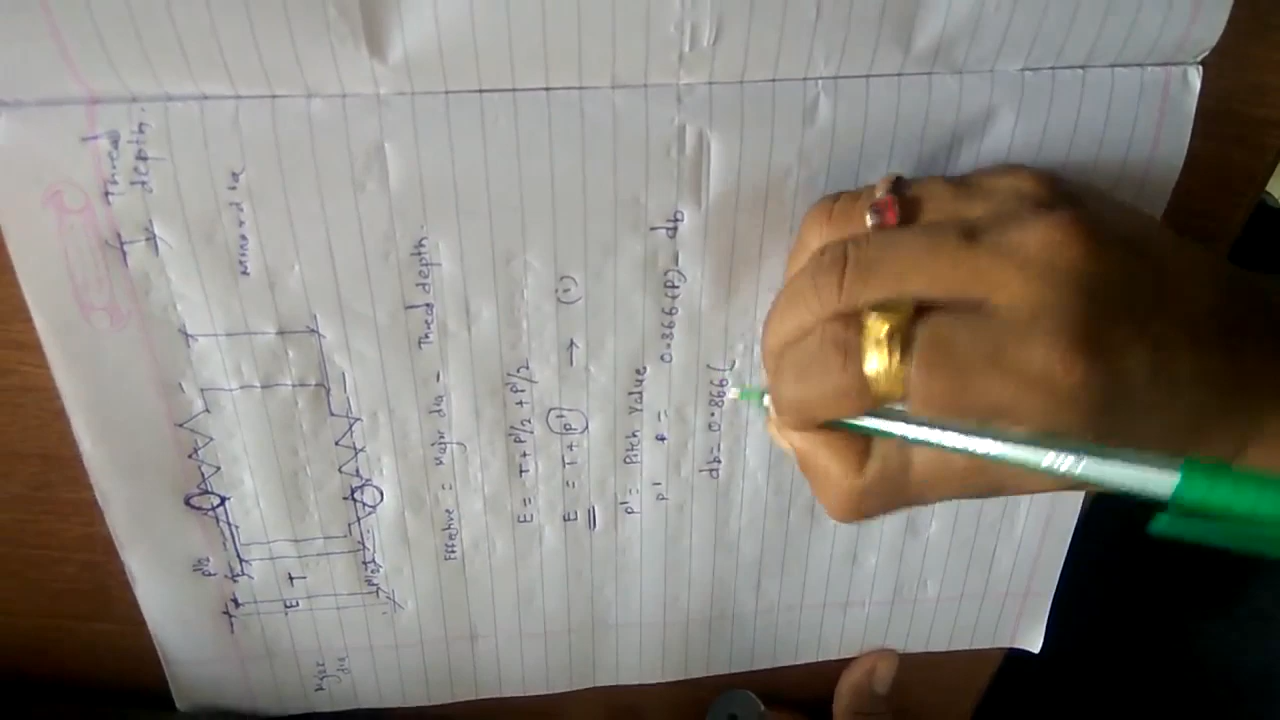 Thread
depth.
Minor dia
P'/2
E T
P'/2
Major
dia
Effective = Major dia - Thread depth.
E = T + P'/2 + P'/2
E = T + P' → (i)
P' = Pitch Value
P' = 0.866 (P) - db
db = 0.866 (